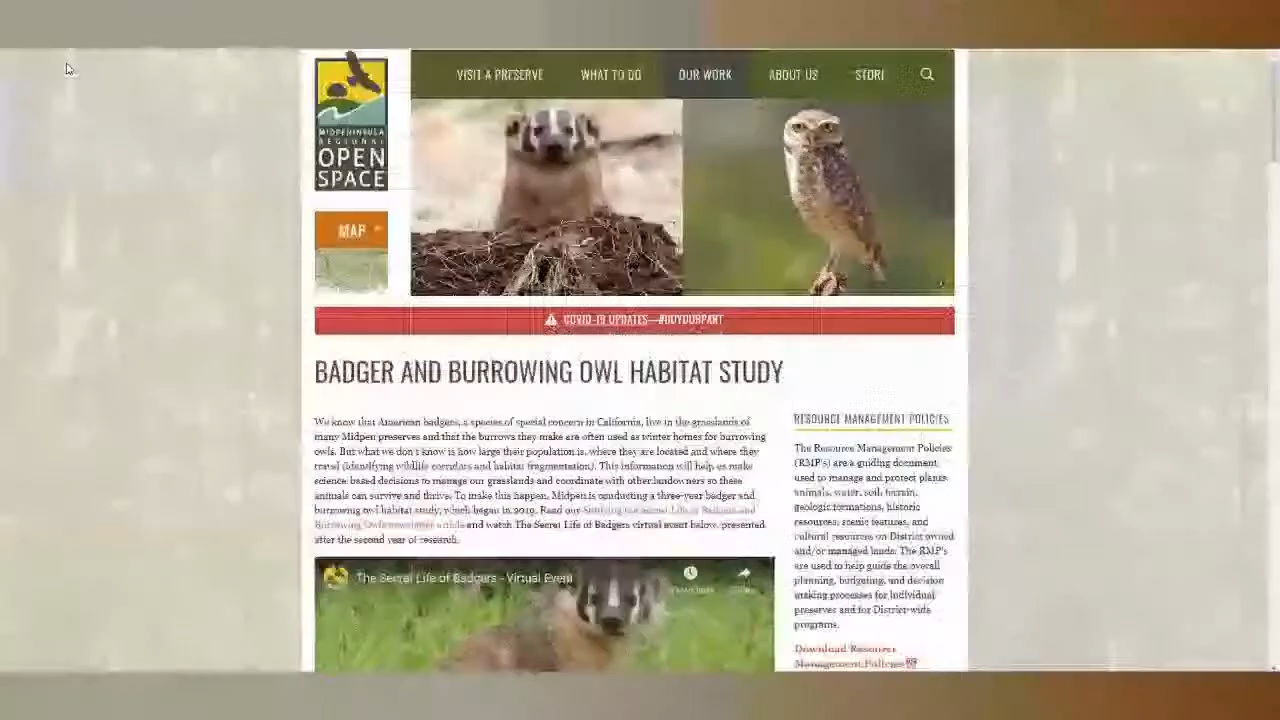 VISIT A PRESERVE
WHAT TO DO
OUR WORK
ABOUT US
STORE
MIDPENINSULA
REGIONAL
OPEN
SPACE
MAP
COVID-19 UPDATES—#DOYOURPART
BADGER AND BURROWING OWL HABITAT STUDY
We know that American badgers, a species of special concern in California, live in the grasslands of
many Midpen preserves and that the burrows they make are often used as winter homes for burrowing
owls. But what we don't know is how large their population is, where they are located and where they
travel (identifying wildlife corridors and habitat fragmentation). This information will help us make
science based decisions to manage our grasslands and coordinate with other landowners so these
animals can survive and thrive. To make this happen, Midpen is conducting a three-year badger and
burrowing owl habitat study, which began in 2019. Read our Studying the Secret Life of Badgers and
Burrowing Owls newsletter article and watch The Secret Life of Badgers virtual event below, presented
after the second year of research.
The Secret Life of Badgers - Virtual Event
RESOURCE MANAGEMENT POLICIES
The Resource Management Policies
(RMP's) are a guiding document
used to manage and protect plants,
animals, water, soil, terrain,
geologic formations, historic
resources, scenic features, and
cultural resources on District owned
and/or managed lands. The RMP's
are used to help guide the overall
planning, budgeting, and decision
making processes for individual
preserves and for District-wide
programs.
Download Resource
Management Policies